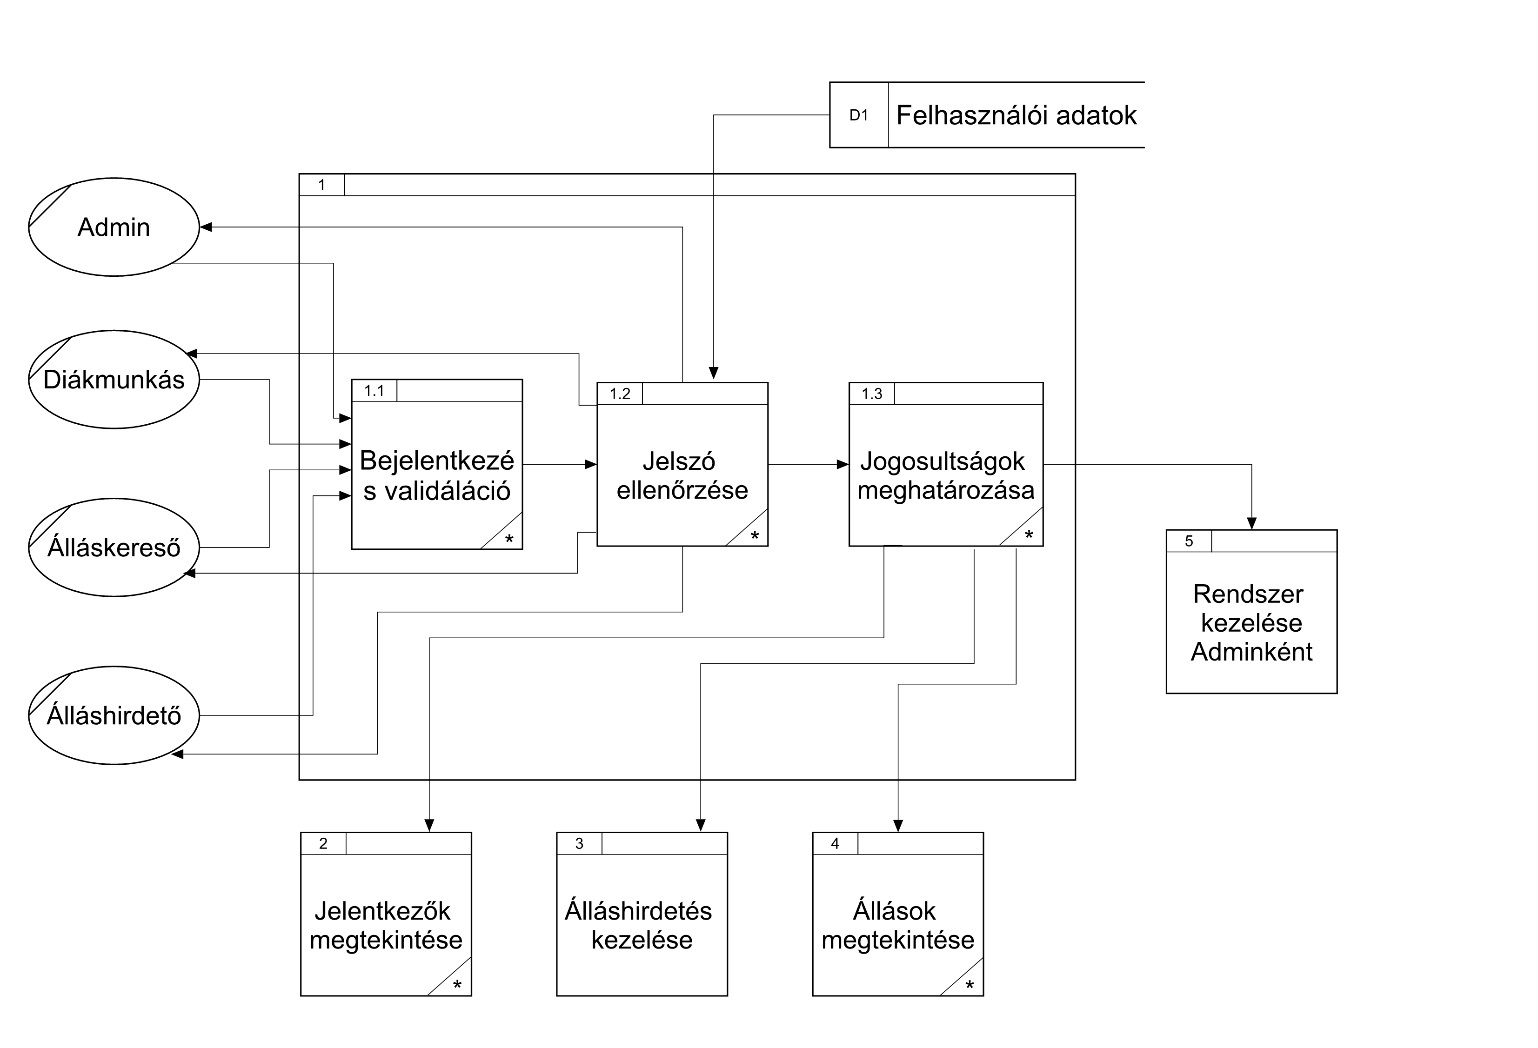 D1
Felhasználói adatok
1
Admin
Diákmunkás
1.1
Bejelentkezé
s validáláció
*
1.2
Jelszó
ellenőrzése
*
1.3
Jogosultságok
meghatározása
*
Álláskereső
5
Rendszer
kezelése
Adminként
Álláshirdető
2
Jelentkezők
megtekintése
*
3
Álláshirdetés
kezelése
4
Állások
megtekintése
*